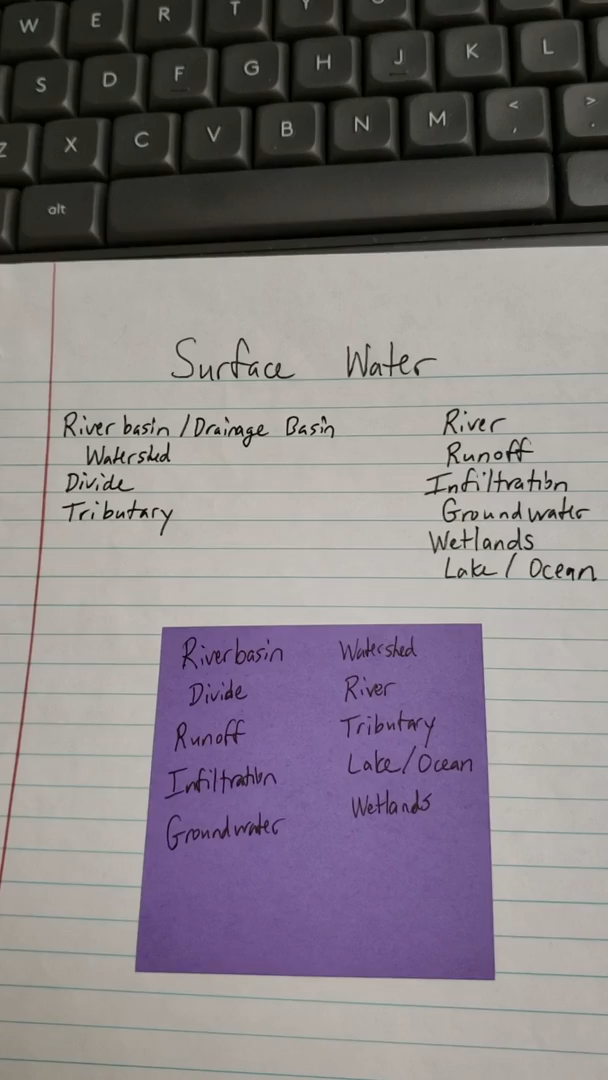 W E R T Y
S D F G H J K L
Z X C V B N M < , > .
alt
Surface Water
River basin / Drainage Basin
Watershed
Divide
Tributary
River
Runoff
Infiltration
Groundwater
Wetlands
Lake / Ocean
Riverbasin
Divide
Runoff
Infiltration
Groundwater
Watershed
River
Tributary
Lake/Ocean
Wetlands